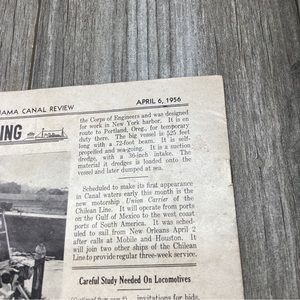 AMA CANAL REVIEW
APRIL 6, 1956
ING
the Corps of Engineers and was designed
for work in New York harbor. It is en
route to Portland, Oreg., for temporary
duty there. The big vessel is 525 feet
long with a 72-foot beam. It is self-
propelled and sea-going. It is a suction
dredge, with a 36-inch intake. The
material it dredges is loaded onto the
vessel and later dumped at sea.
Scheduled to make its first appearance
in Canal waters early this month is the
new motorship Union Carrier of the
Chilean Line. It will operate from ports
of the Gulf of Mexico to the west coast
ports of South America. It was sched-
uled to sail from New Orleans April 2
after calls at Mobile and Houston. It
will join two other ships of the Chilean
Line to provide regular three-week service.
Careful Study Needed On Locomotives
invitations for bids,